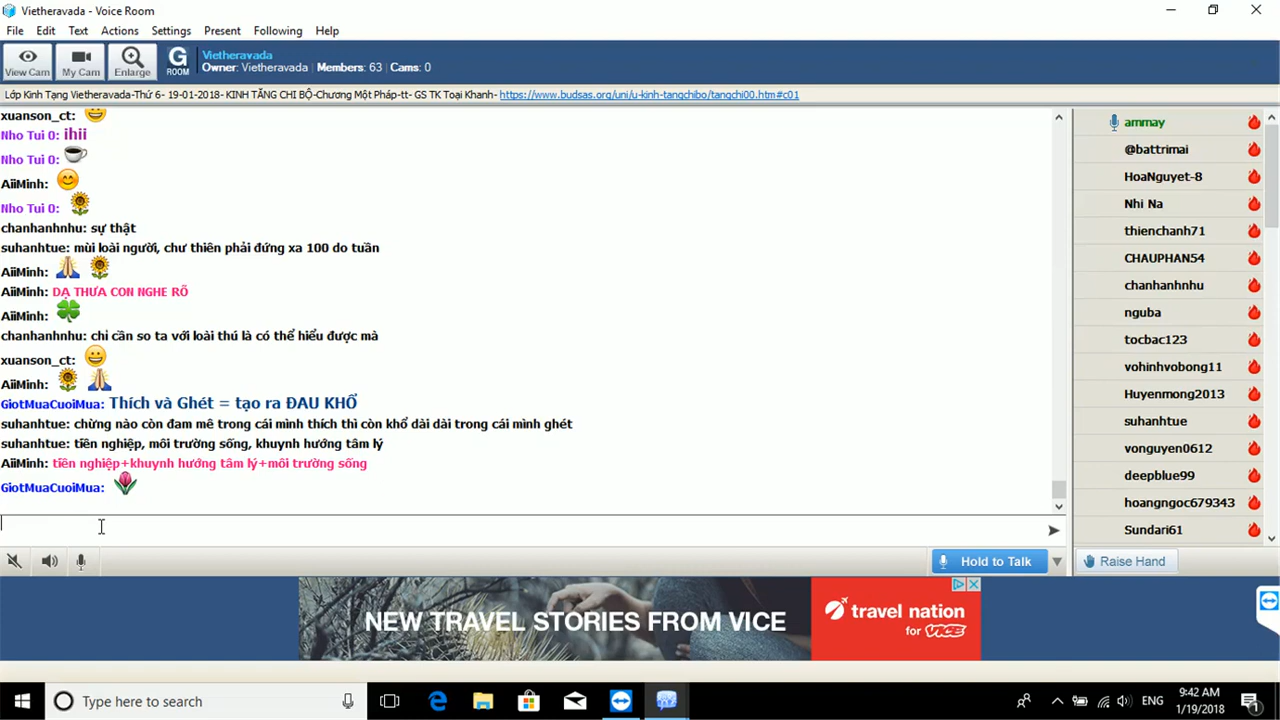 Vietheravada - Voice Room
File Edit Text Actions Settings Present Following Help
View Cam My Cam Enlarge G ROOM
Vietheravada
Owner: Vietheravada | Members: 63 | Cams: 0
Lớp Kinh Tạng Vietheravada-Thứ 6- 19-01-2018- KINH TĂNG CHI BỘ-Chương Một Pháp-tt- GS TK Toại Khanh- https://www.budsas.org/uni/u-kinh-tangchibo/tangchi00.htm#c01
xuanson_ct:
Nho Tui 0: ihii
Nho Tui 0:
AiiMinh:
Nho Tui 0:
chanhanhnhu: sự thật
suhanhtue: mùi loài người, chư thiên phải đứng xa 100 do tuần
AiiMinh:
AiiMinh: DẠ THƯA CON NGHE RÕ
AiiMinh:
chanhanhnhu: chỉ cần so ta với loài thú là có thể hiểu được mà
xuanson_ct:
AiiMinh:
GiotMuaCuoiMua: Thích và Ghét = tạo ra ĐAU KHỔ
suhanhtue: chừng nào còn đam mê trong cái mình thích thì còn khổ dài dài trong cái mình ghét
suhanhtue: tiền nghiệp, môi trường sống, khuynh hướng tâm lý
AiiMinh: tiền nghiệp+khuynh hướng tâm lý+môi trường sống
GiotMuaCuoiMua:
ammay
@battrimai
HoaNguyet-8
Nhi Na
thienchanh71
CHAUPHAN54
chanhanhnhu
nguba
tocbac123
vohinhvobong11
Huyenmong2013
suhanhtue
vonguyen0612
deepblue99
hoangngoc679343
Sundari61
Hold to Talk
Raise Hand
NEW TRAVEL STORIES FROM VICE
travel nation
for VICE
Type here to search
ENG
9:42 AM
1/19/2018
1